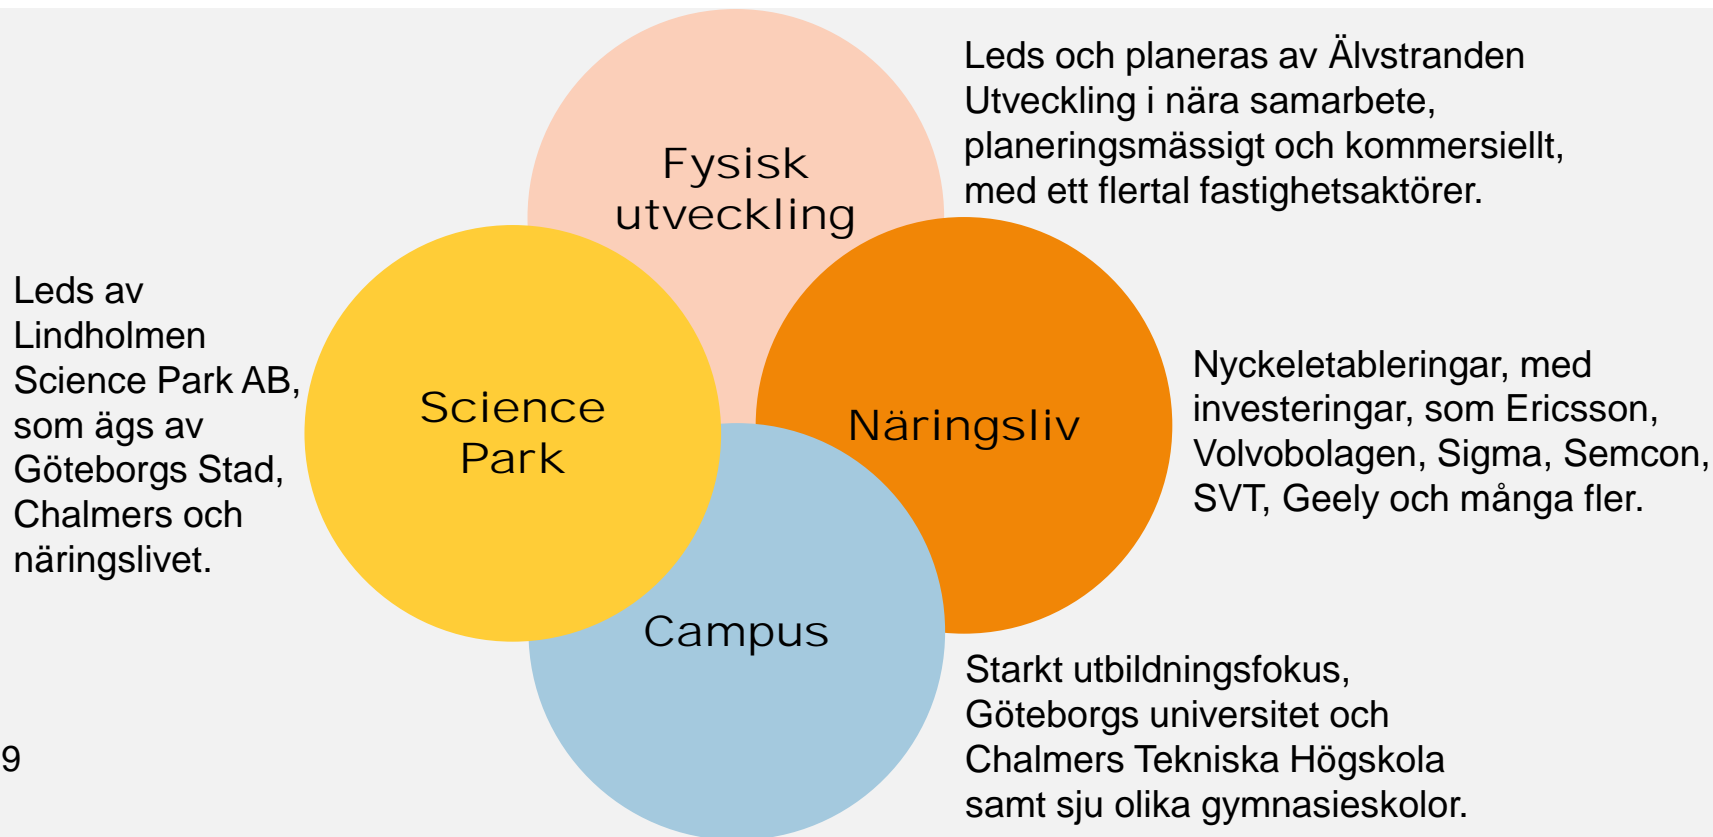 Leds och planeras av Älvstranden
Utveckling i nära samarbete,
planeringsmässigt och kommersiellt,
med ett flertal fastighetsaktörer.
Fysisk
utveckling
Leds av
Lindholmen
Science Park AB,
som ägs av
Göteborgs Stad,
Chalmers och
näringslivet.
Science
Park
Näringsliv
Nyckeletableringar, med
investeringar, som Ericsson,
Volvobolagen, Sigma, Semcon,
SVT, Geely och många fler.
Campus
Starkt utbildningsfokus,
Göteborgs universitet och
Chalmers Tekniska Högskola
samt sju olika gymnasieskolor.
9